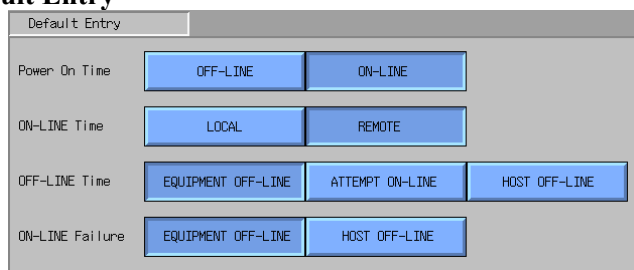 ult Entry
Default Entry
Power On Time OFF-LINE ON-LINE
ON-LINE Time LOCAL REMOTE
OFF-LINE Time EQUIPMENT OFF-LINE ATTEMPT ON-LINE HOST OFF-LINE
ON-LINE Failure EQUIPMENT OFF-LINE HOST OFF-LINE